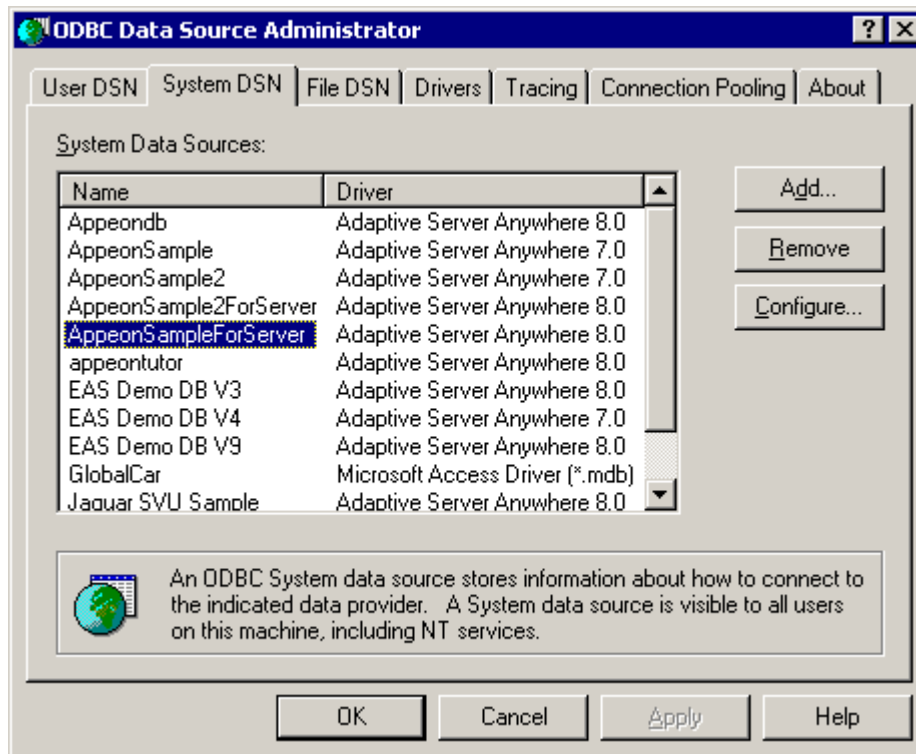 ODBC Data Source Administrator
User DSN System DSN File DSN Drivers Tracing Connection Pooling About
System Data Sources:
Name Driver
Appeondb Adaptive Server Anywhere 8.0
AppeonSample Adaptive Server Anywhere 7.0
AppeonSample2 Adaptive Server Anywhere 7.0
AppeonSample2ForServer Adaptive Server Anywhere 8.0
AppeonSampleForServer Adaptive Server Anywhere 8.0
appeontutor Adaptive Server Anywhere 8.0
EAS Demo DB V3 Adaptive Server Anywhere 8.0
EAS Demo DB V4 Adaptive Server Anywhere 7.0
EAS Demo DB V9 Adaptive Server Anywhere 8.0
GlobalCar Microsoft Access Driver (*.mdb)
Jaguar SVU Sample Adaptive Server Anywhere 8.0
Add...
Remove
Configure...
An ODBC System data source stores information about how to connect to
the indicated data provider. A System data source is visible to all users
on this machine, including NT services.
OK Cancel Apply Help